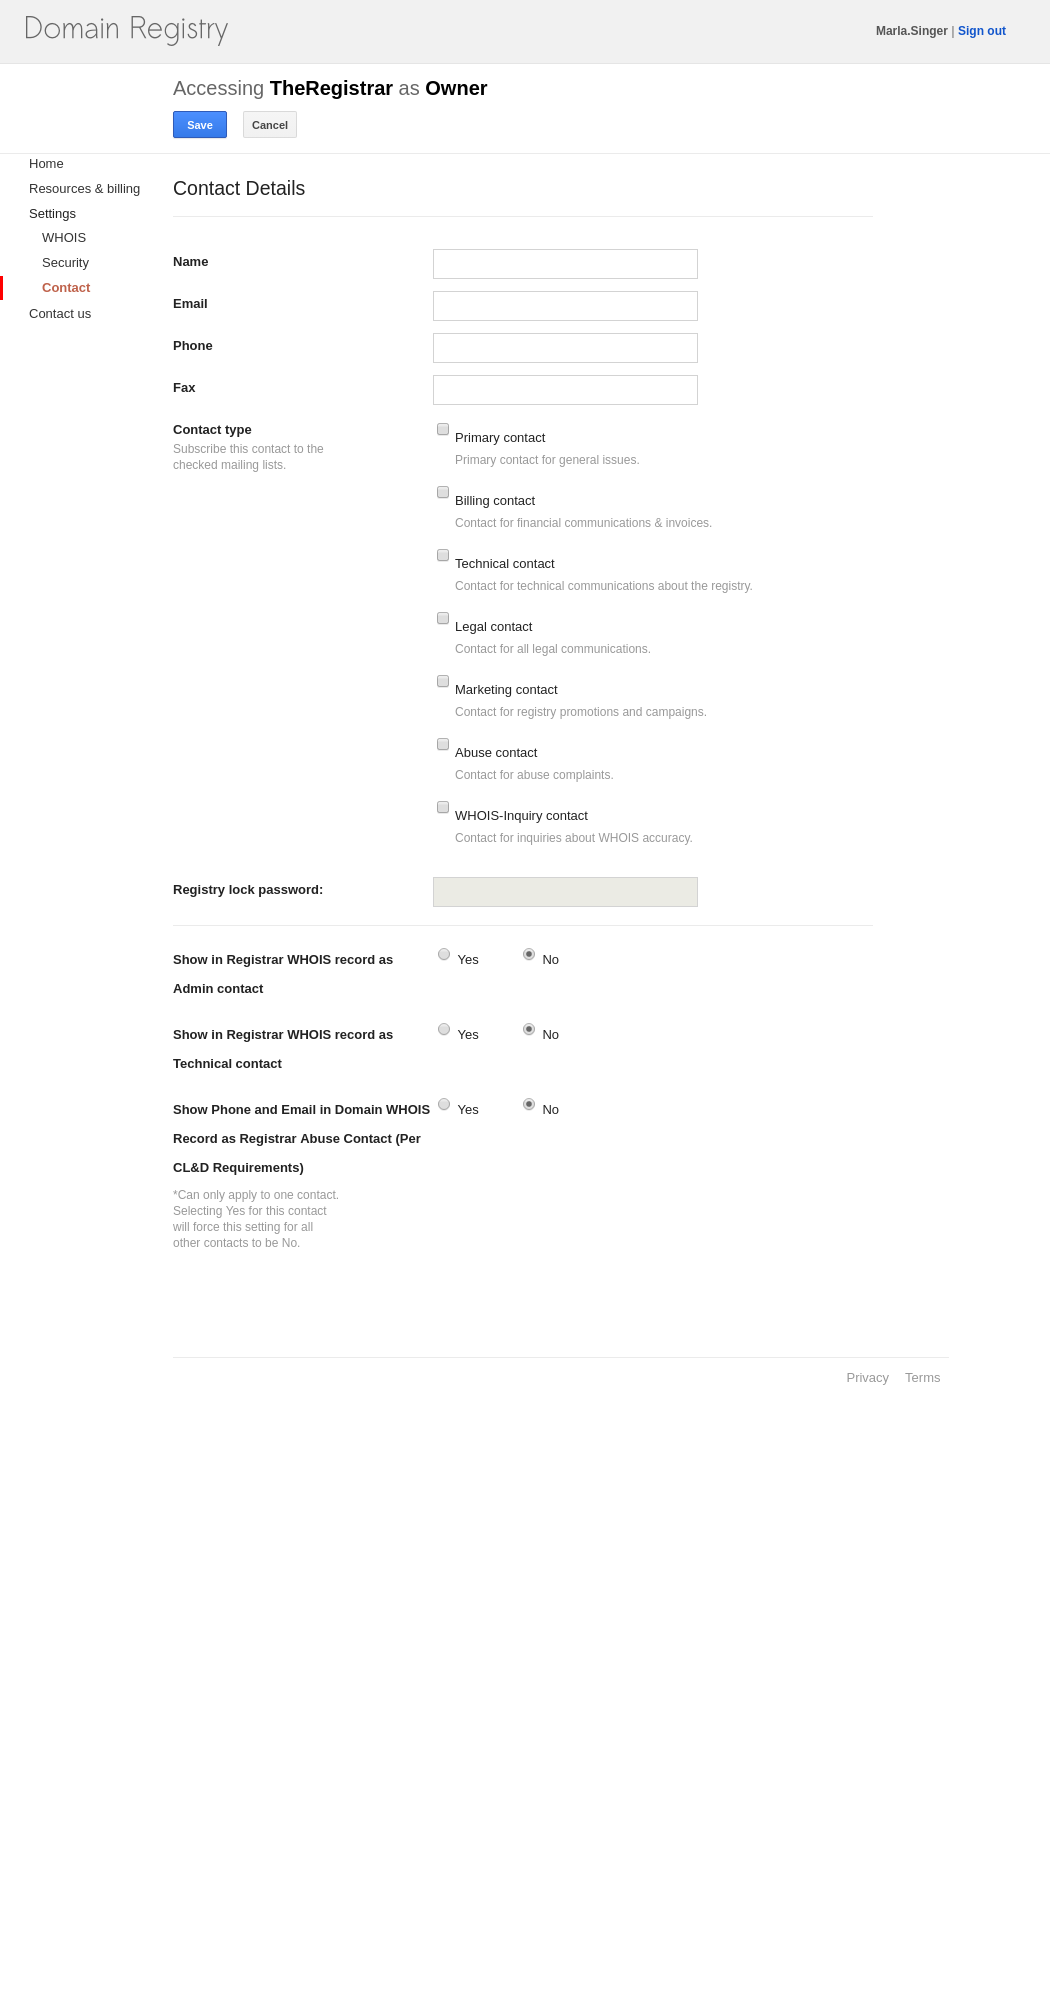 Domain Registry
Marla.Singer | Sign out
Accessing TheRegistrar as Owner
Save Cancel
Home
Resources & billing
Settings
WHOIS
Security
Contact
Contact us
Contact Details
Name
Email
Phone
Fax
Contact type
Subscribe this contact to the
checked mailing lists.
Primary contact
Primary contact for general issues.
Billing contact
Contact for financial communications & invoices.
Technical contact
Contact for technical communications about the registry.
Legal contact
Contact for all legal communications.
Marketing contact
Contact for registry promotions and campaigns.
Abuse contact
Contact for abuse complaints.
WHOIS-Inquiry contact
Contact for inquiries about WHOIS accuracy.
Registry lock password:
Show in Registrar WHOIS record as
Admin contact
Yes No
Show in Registrar WHOIS record as
Technical contact
Yes No
Show Phone and Email in Domain WHOIS
Record as Registrar Abuse Contact (Per
CL&D Requirements)
Yes No
*Can only apply to one contact.
Selecting Yes for this contact
will force this setting for all
other contacts to be No.
Privacy Terms